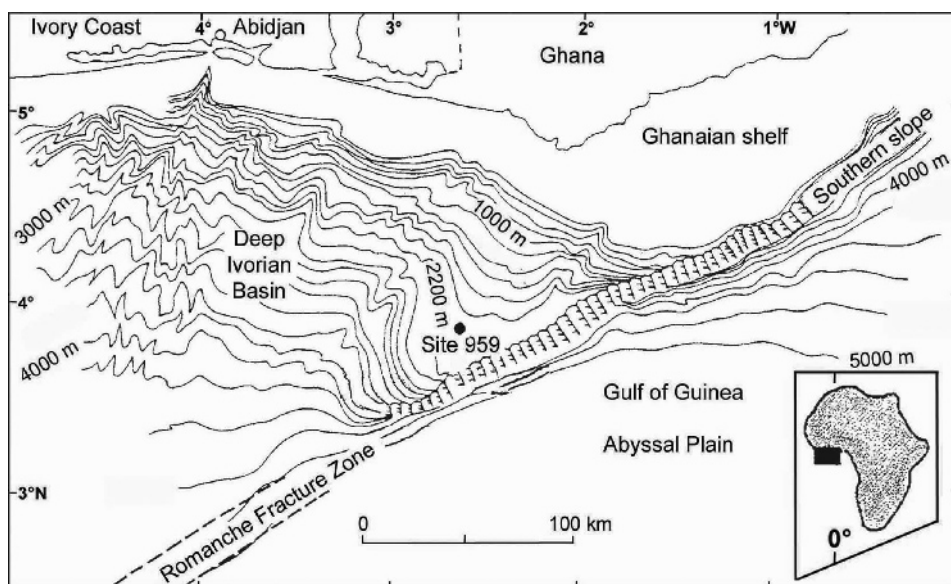 Ivory Coast
4°
Abidjan
3°
2°
1°W
Ghana
5°
Ghanaian shelf
Southern slope
4000 m
3000 m
1000 m
Deep
Ivorian
Basin
2200 m
4°
Site 959
4000 m
5000 m
Gulf of Guinea
Abyssal Plain
3°N
Romanche Fracture Zone
0
100 km
0°